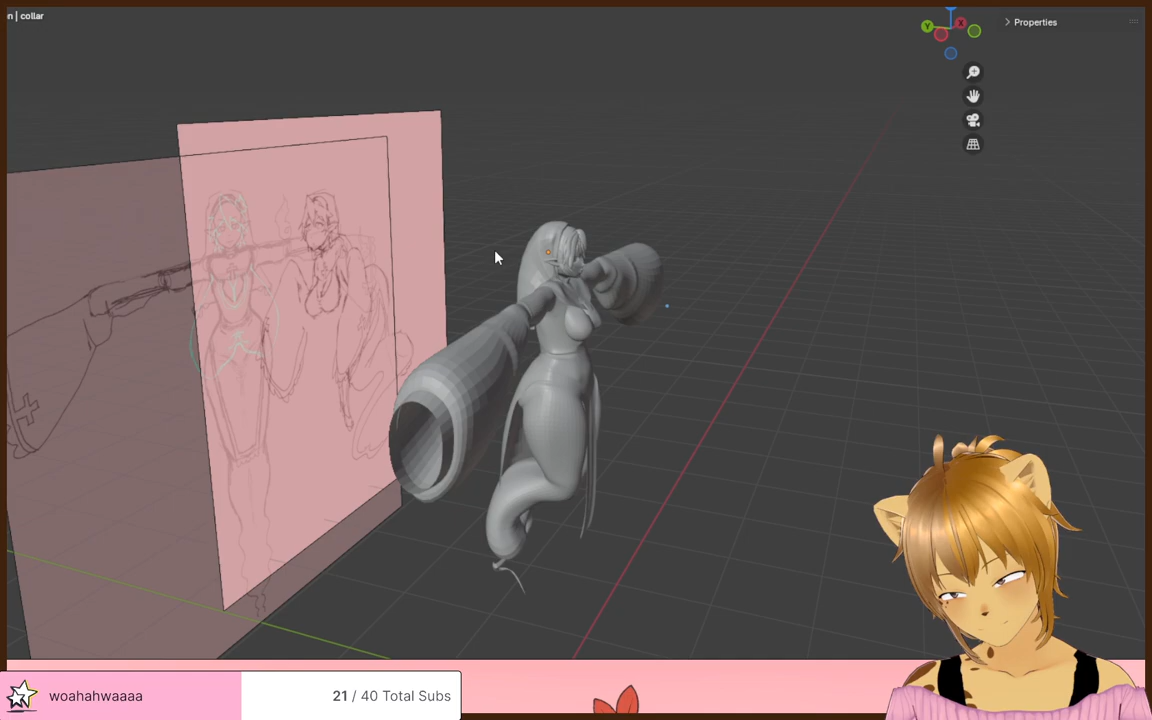 n | collar
Properties
X
Y
woahahwaaaa
21 / 40 Total Subs